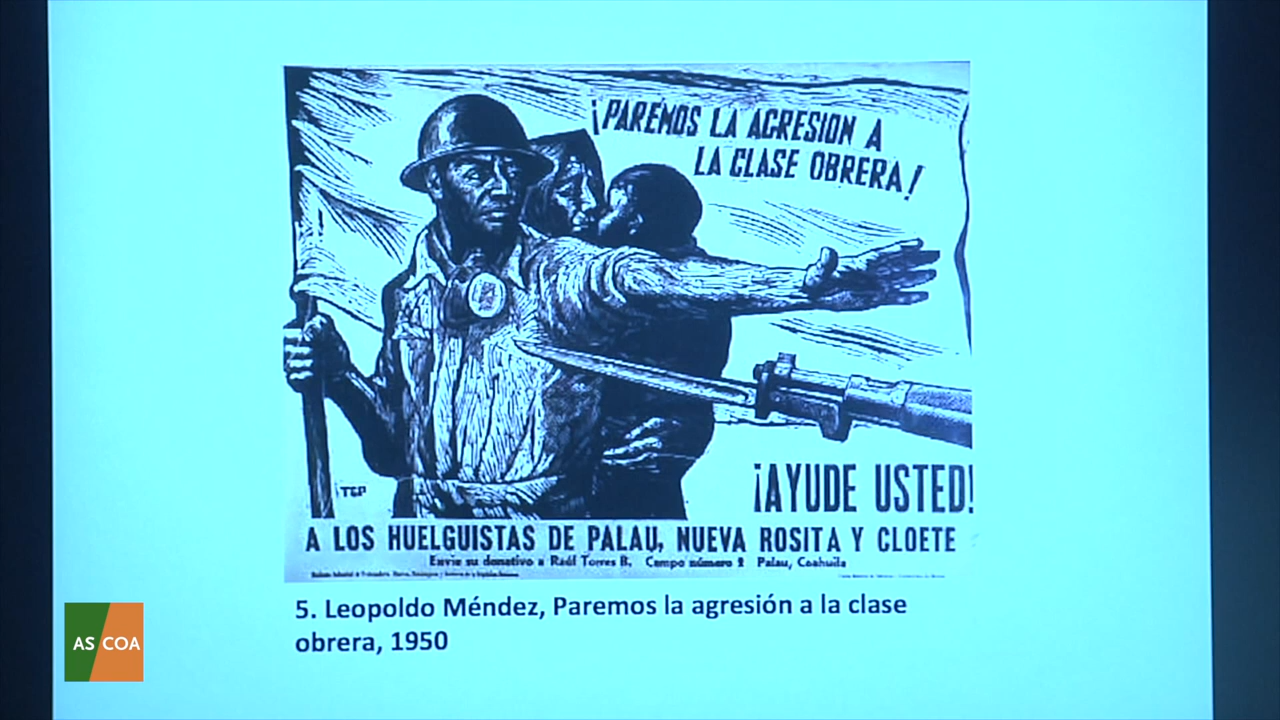 ¡PAREMOS LA AGRESION A
LA CLASE OBRERA!
TGP
¡AYUDE USTED!
A LOS HUELGUISTAS DE PALAU, NUEVA ROSITA Y CLOETE
Envie su donativo a Raúl Torres B, Campo número 2 Palau, Coahuila
5. Leopoldo Méndez, Paremos la agresión a la clase
obrera, 1950
AS COA